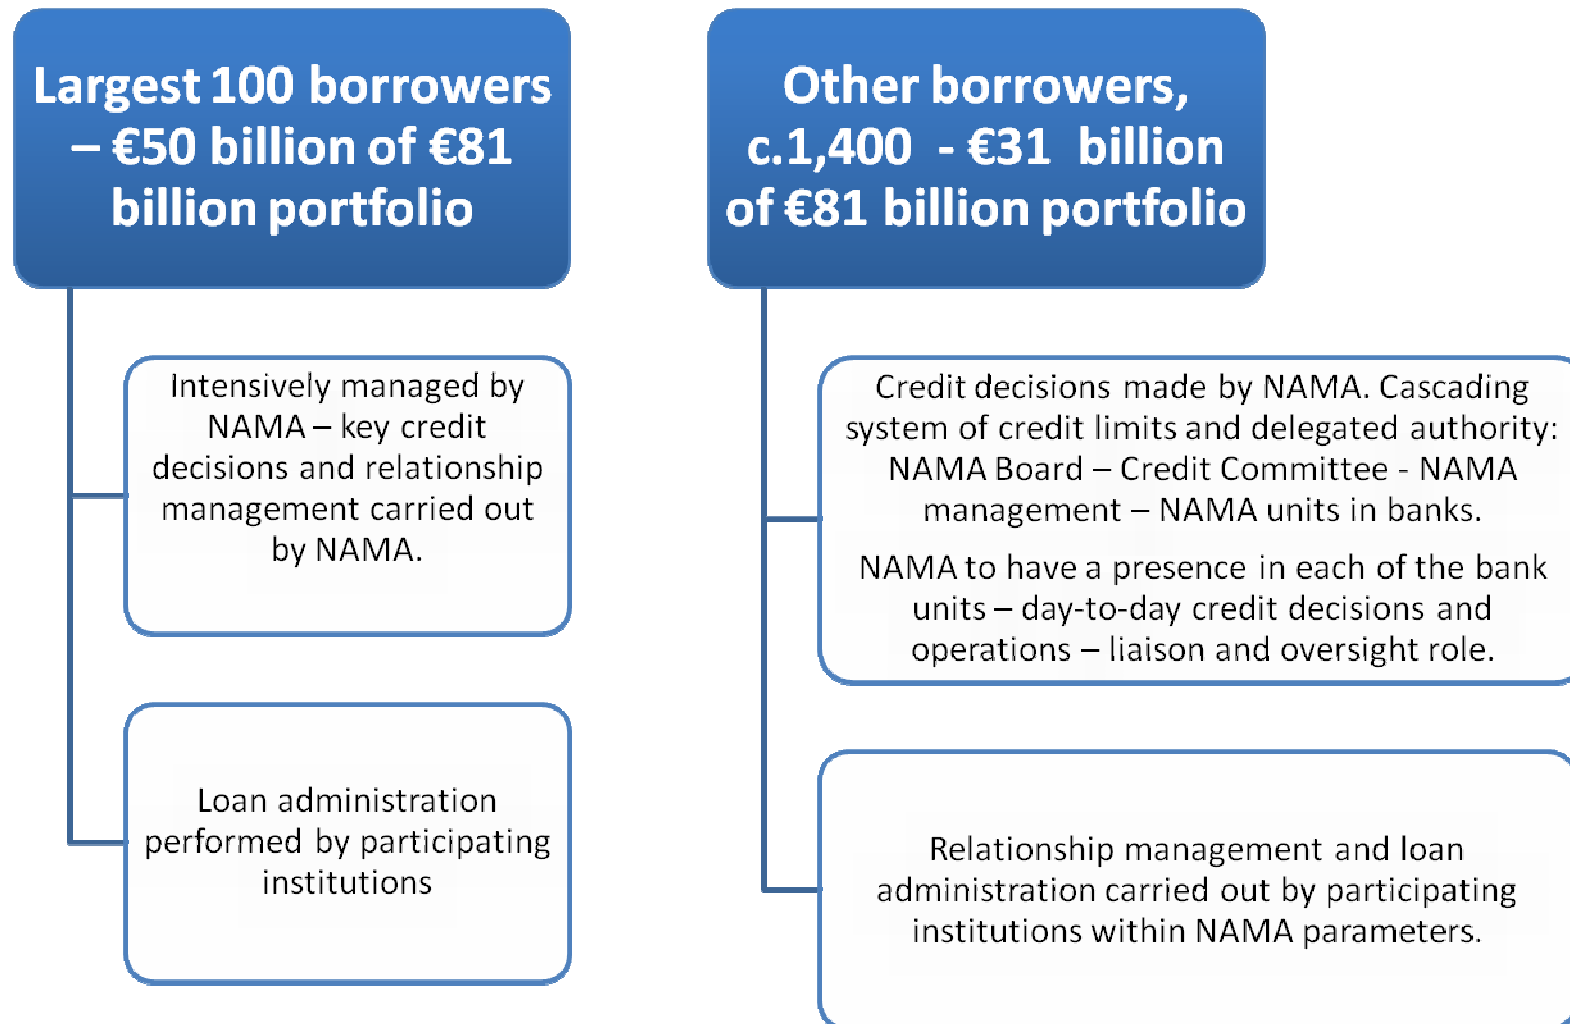 Largest 100 borrowers
– €50 billion of €81
billion portfolio
Intensively managed by
NAMA – key credit
decisions and relationship
management carried out
by NAMA.
Loan administration
performed by participating
institutions
Other borrowers,
c.1,400 - €31 billion
of €81 billion portfolio
Credit decisions made by NAMA. Cascading
system of credit limits and delegated authority:
NAMA Board – Credit Committee - NAMA
management – NAMA units in banks.
NAMA to have a presence in each of the bank
units – day-to-day credit decisions and
operations – liaison and oversight role.
Relationship management and loan
administration carried out by participating
institutions within NAMA parameters.